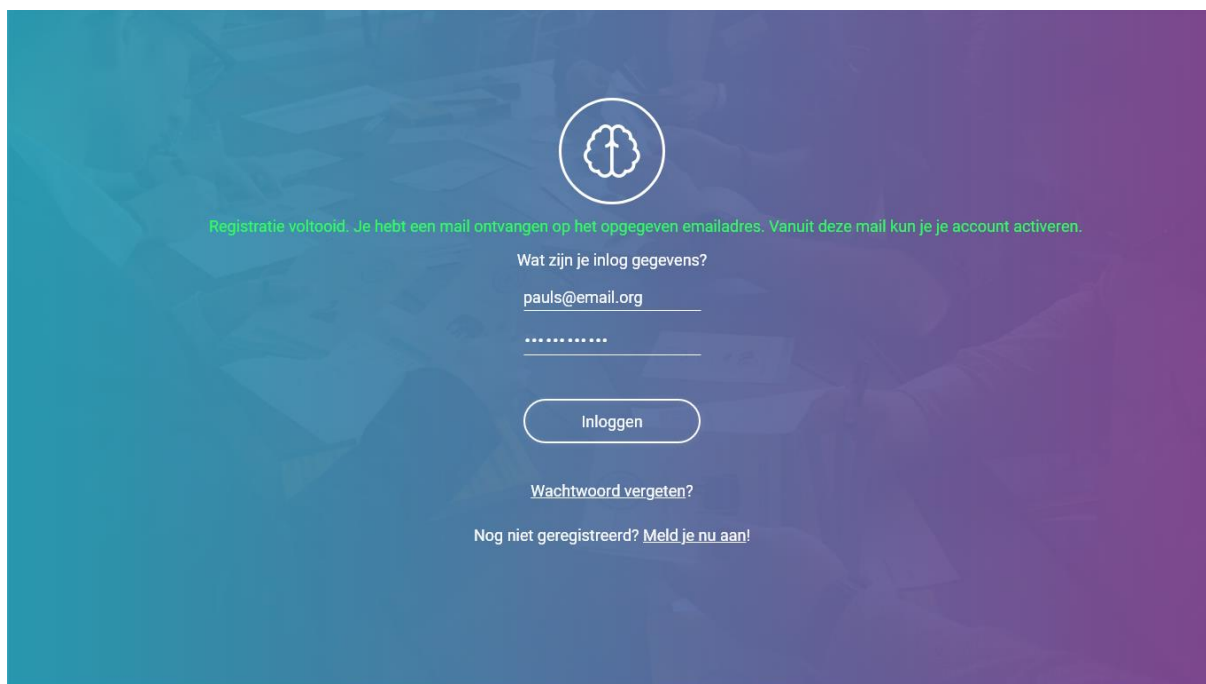 Registratie voltooid. Je hebt een mail ontvangen op het opgegeven emailadres. Vanuit deze mail kun je je account activeren.
Wat zijn je inlog gegevens?
pauls@email.org
••••••••••••
Inloggen
Wachtwoord vergeten?
Nog niet geregistreerd? Meld je nu aan!